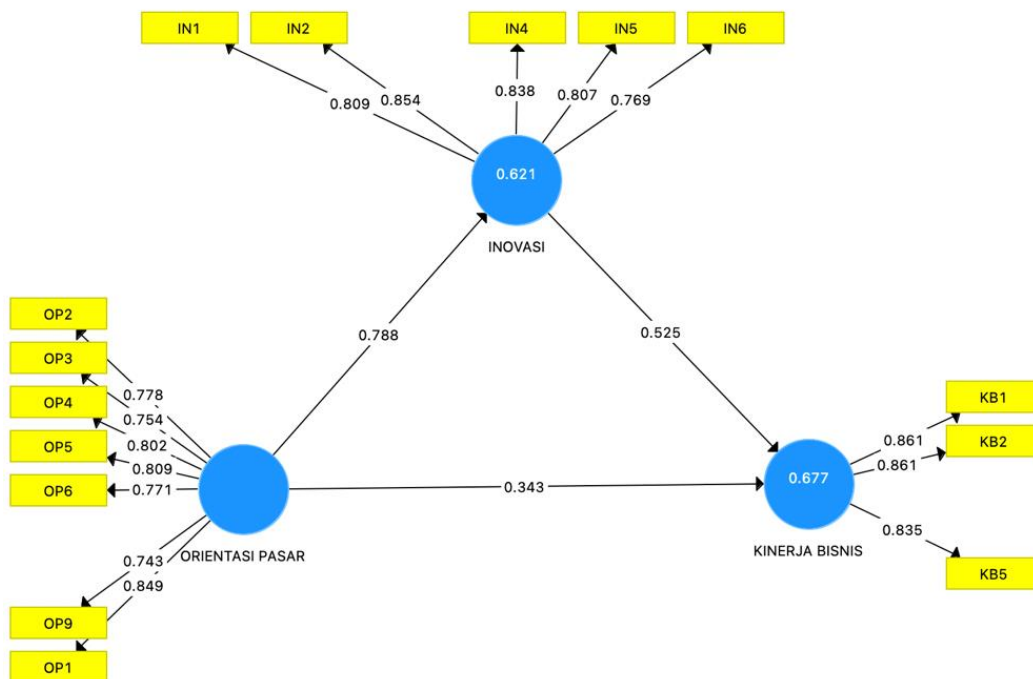 IN1
IN2
IN4
IN5
IN6
0.809
0.854
0.838
0.807
0.769
0.621
INOVASI
0.788
0.525
OP2
OP3
OP4
OP5
OP6
OP9
OP1
0.778
0.754
0.802
0.809
0.771
0.743
0.849
ORIENTASI PASAR
0.343
0.677
KINERJA BISNIS
0.861
0.861
0.835
KB1
KB2
KB5